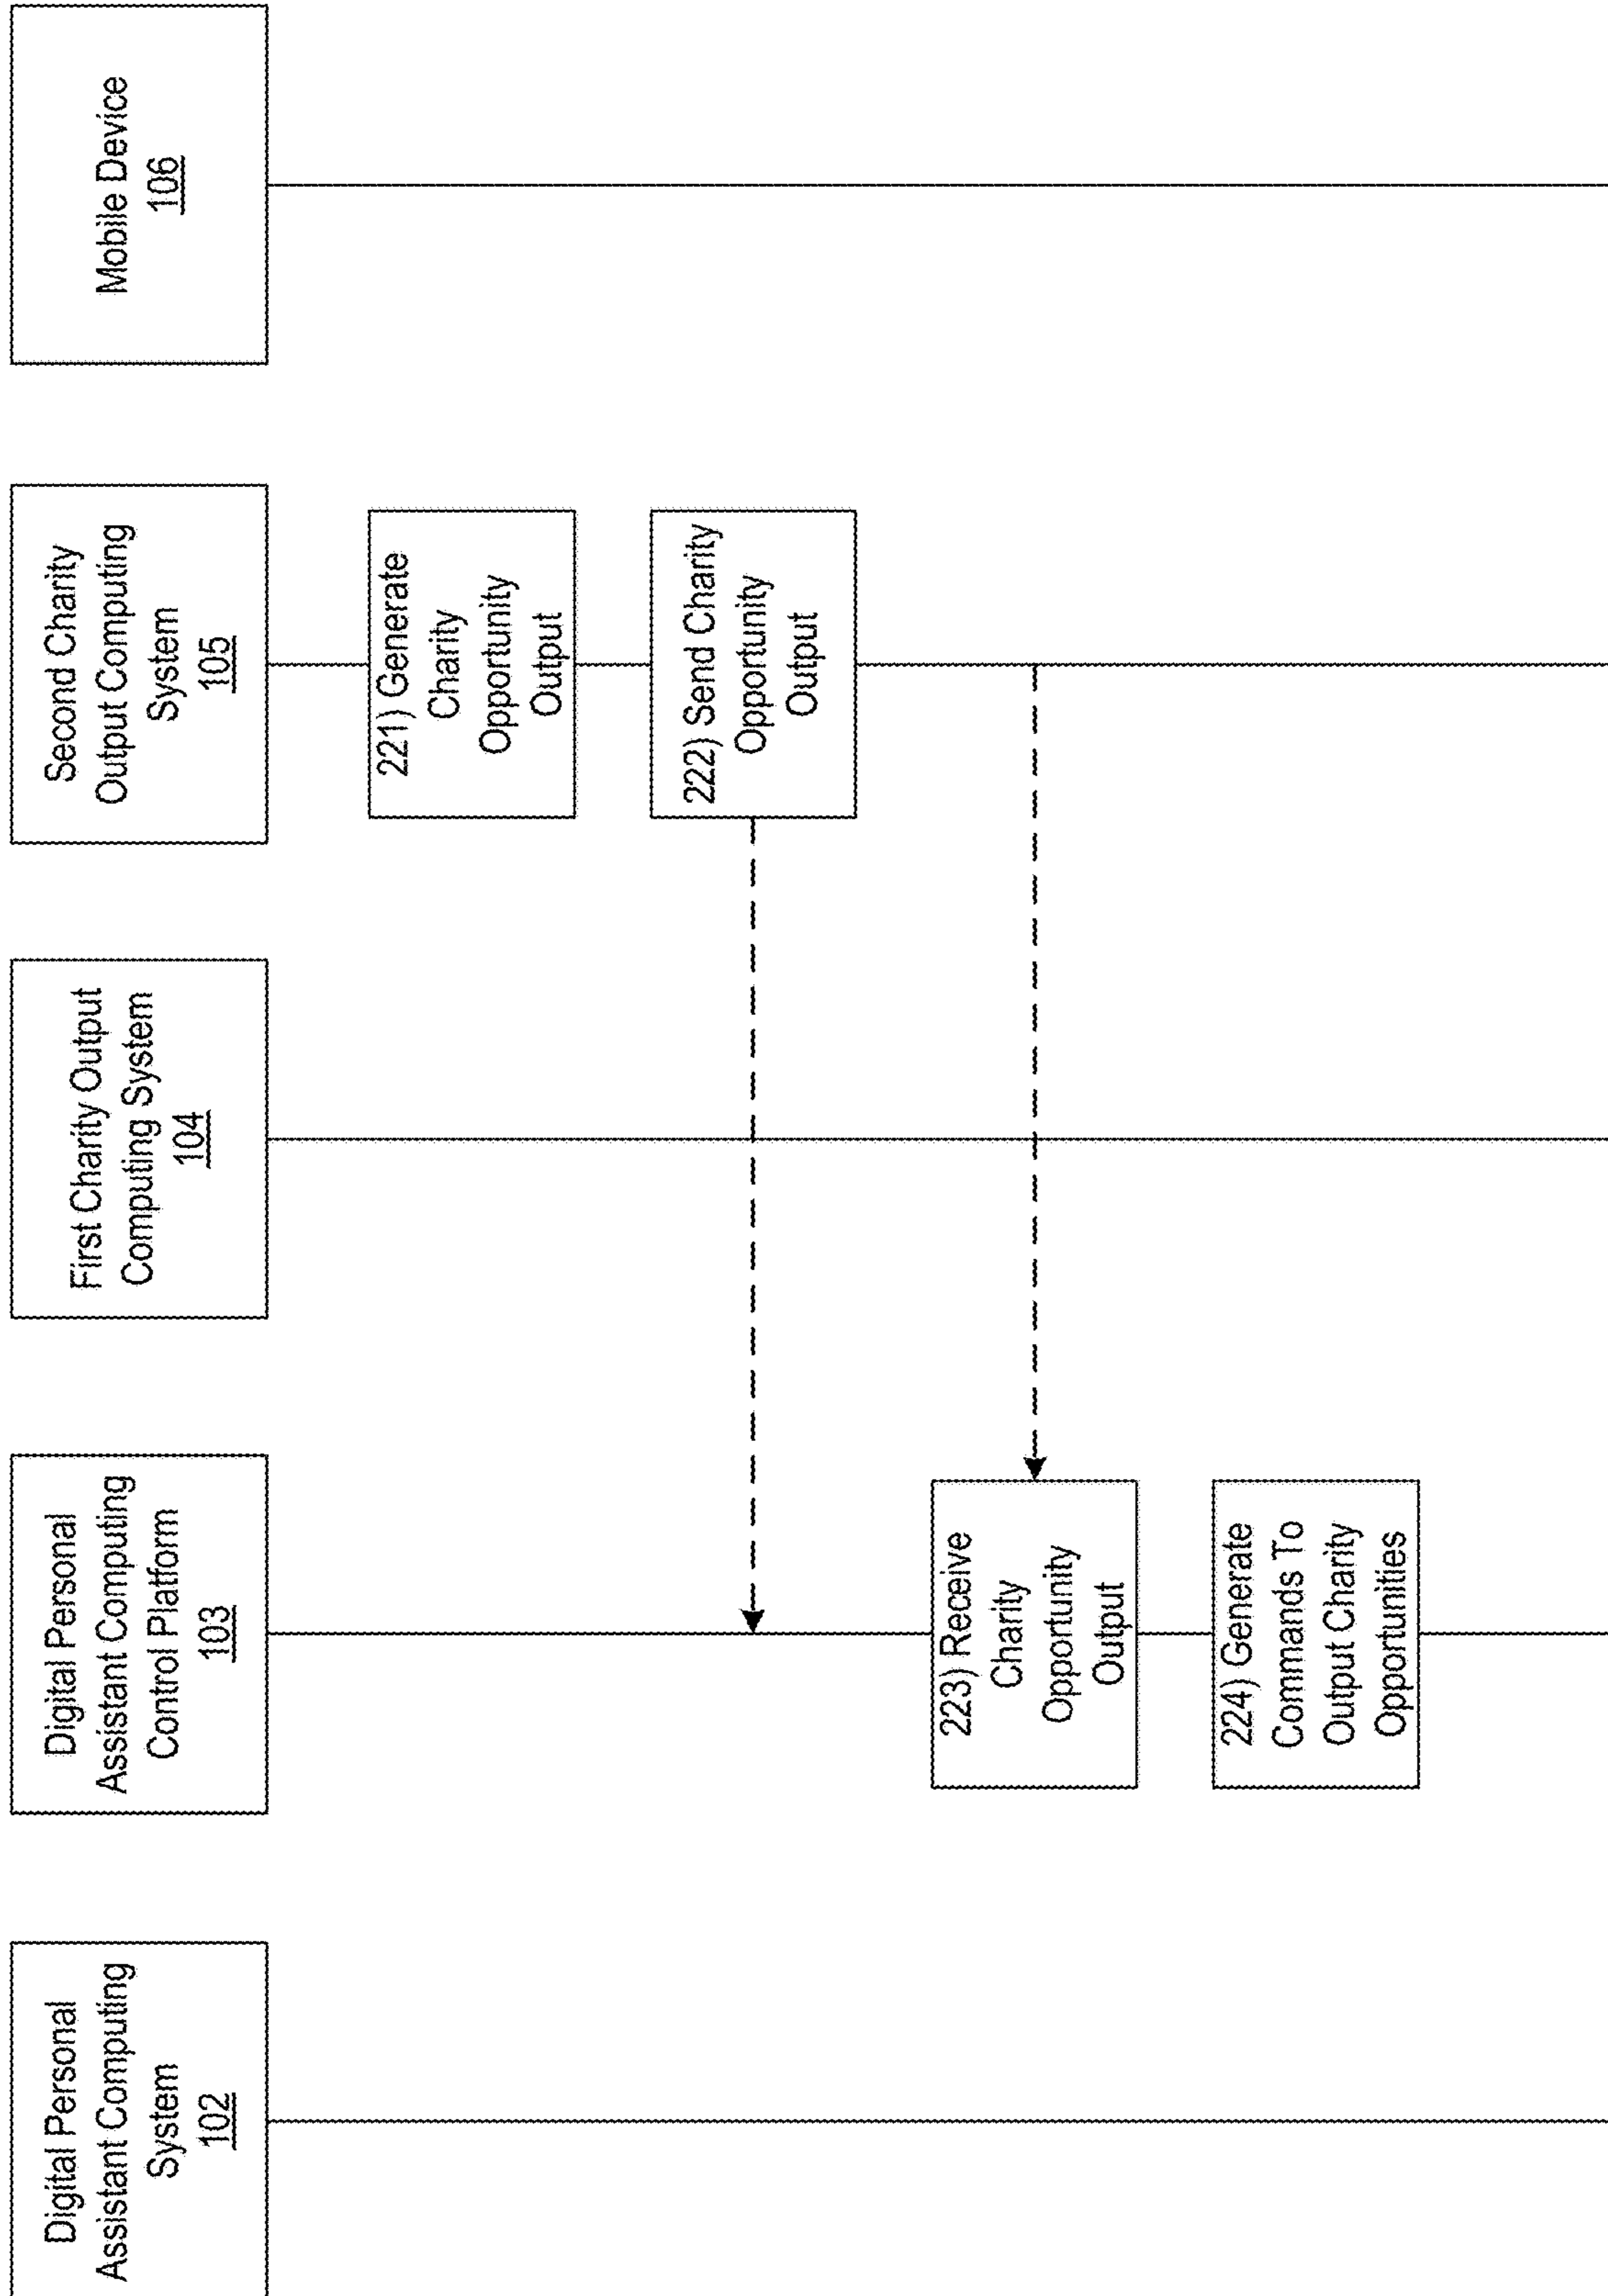 Digital Personal
Assistant Computing
System
102
Digital Personal
Assistant Computing
Control Platform
103
First Charity Output
Computing System
104
Second Charity
Output Computing
System
105
Mobile Device
106
221) Generate
Charity
Opportunity
Output
222) Send Charity
Opportunity
Output
223) Receive
Charity
Opportunity
Output
224) Generate
Commands To
Output Charity
Opportunities